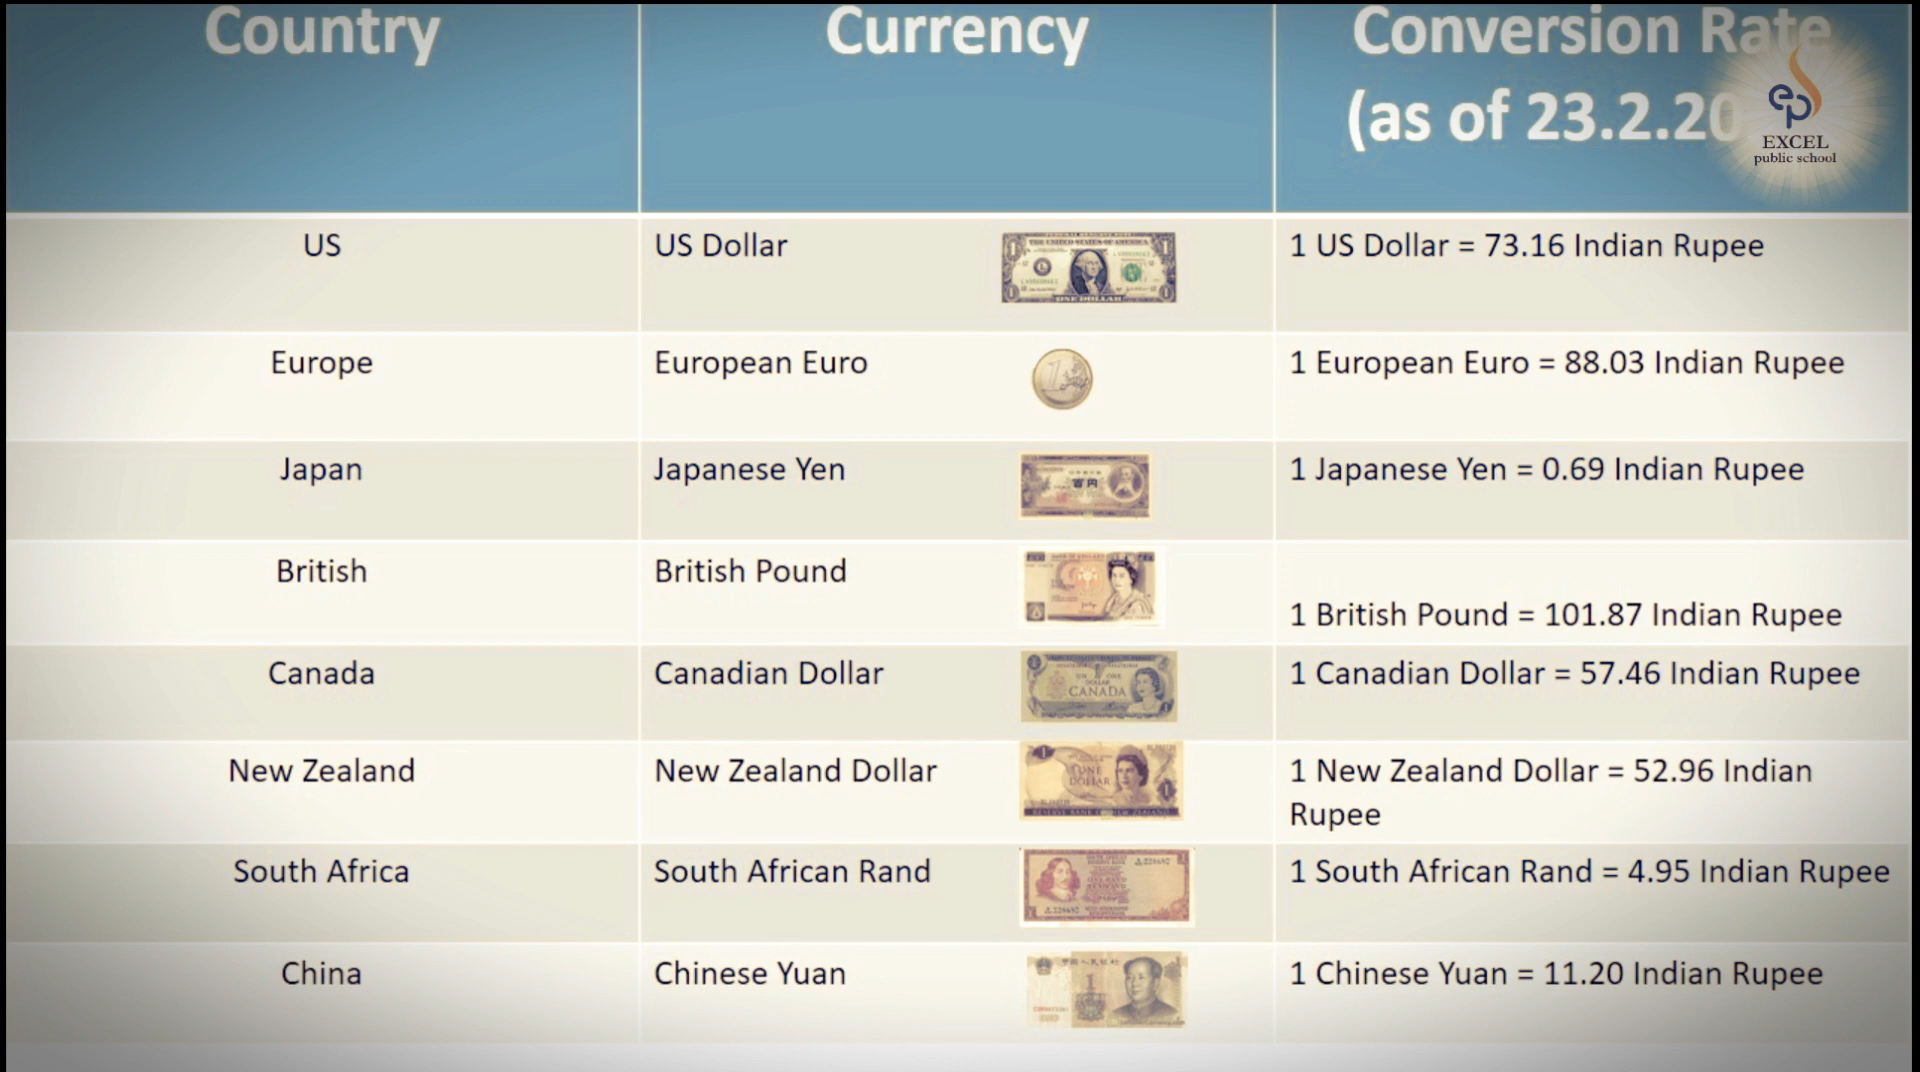 Country
Currency
Conversion Rate
(as of 23.2.20
EXCEL
public school
US
US Dollar
1 US Dollar = 73.16 Indian Rupee
Europe
European Euro
1 European Euro = 88.03 Indian Rupee
Japan
Japanese Yen
1 Japanese Yen = 0.69 Indian Rupee
British
British Pound
1 British Pound = 101.87 Indian Rupee
Canada
Canadian Dollar
CANADA
1 Canadian Dollar = 57.46 Indian Rupee
New Zealand
New Zealand Dollar
ONE
DOLLAR
1 New Zealand Dollar = 52.96 Indian
Rupee
South Africa
South African Rand
1 South African Rand = 4.95 Indian Rupee
China
Chinese Yuan
1 Chinese Yuan = 11.20 Indian Rupee